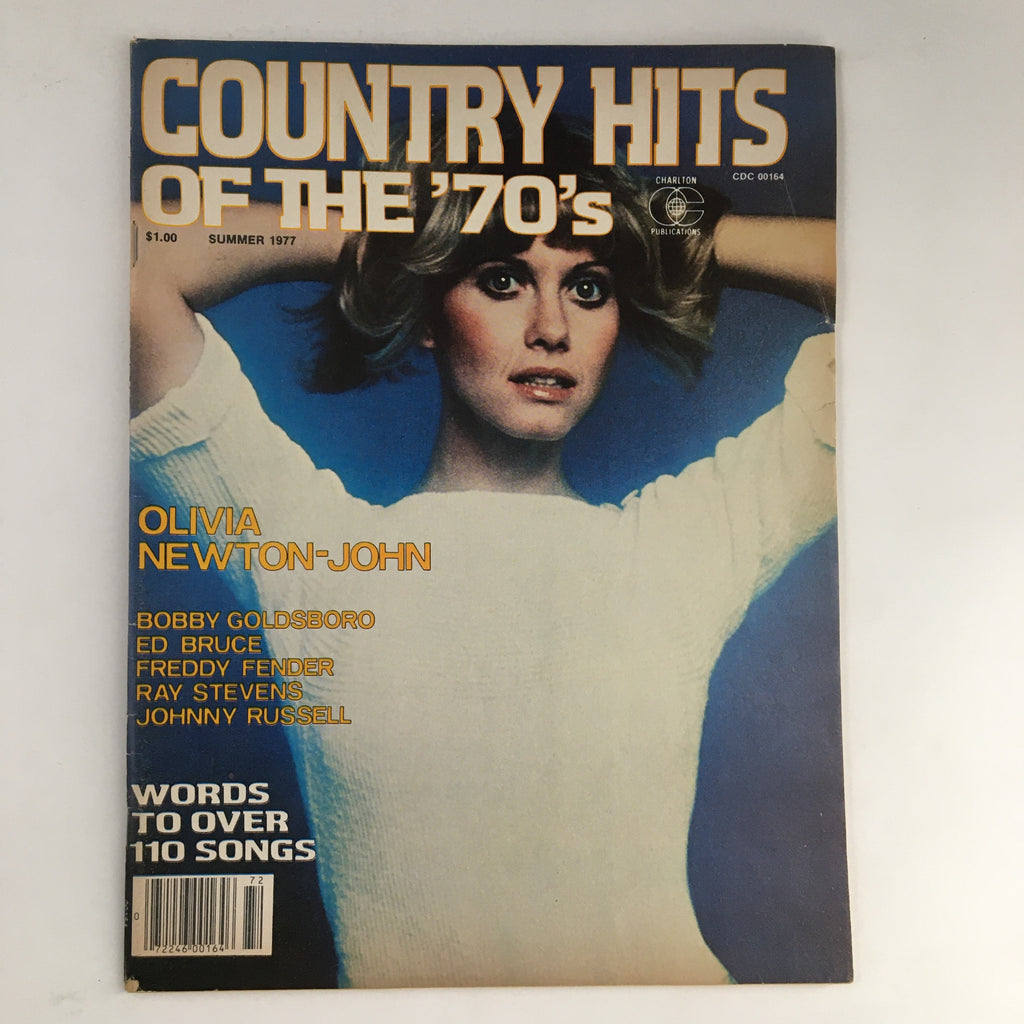 COUNTRY HITS
OF THE '70's
CHARLTON
PUBLICATIONS
CDC 00164
$1.00 SUMMER 1977
OLIVIA
NEWTON-JOHN
BOBBY GOLDSBORO
ED BRUCE
FREDDY FENDER
RAY STEVENS
JOHNNY RUSSELL
WORDS
TO OVER
110 SONGS
72
0
72246 00164